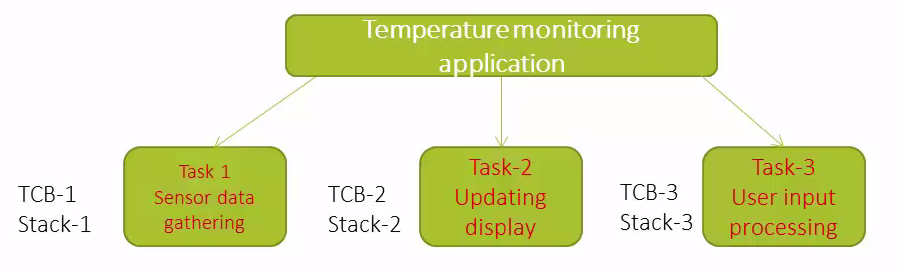 Temperature monitoring
application
TCB-1
Stack-1
Task 1
Sensor data
gathering
TCB-2
Stack-2
Task-2
Updating
display
TCB-3
Stack-3
Task-3
User input
processing